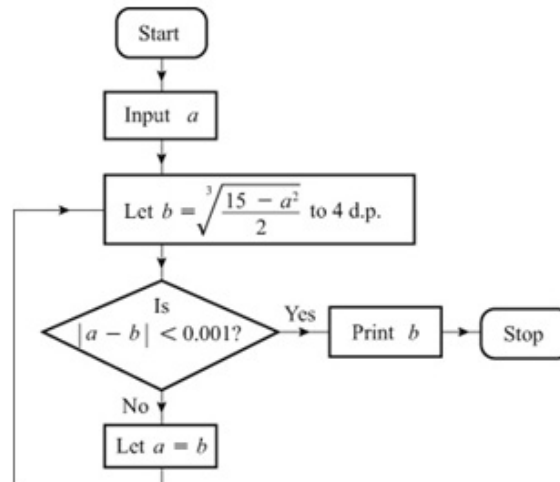 Start
Input a
Let b = ∛((15 − a²)/2) to 4 d.p.
Is
|a − b| < 0.001?
Yes
Print b
Stop
No
Let a = b